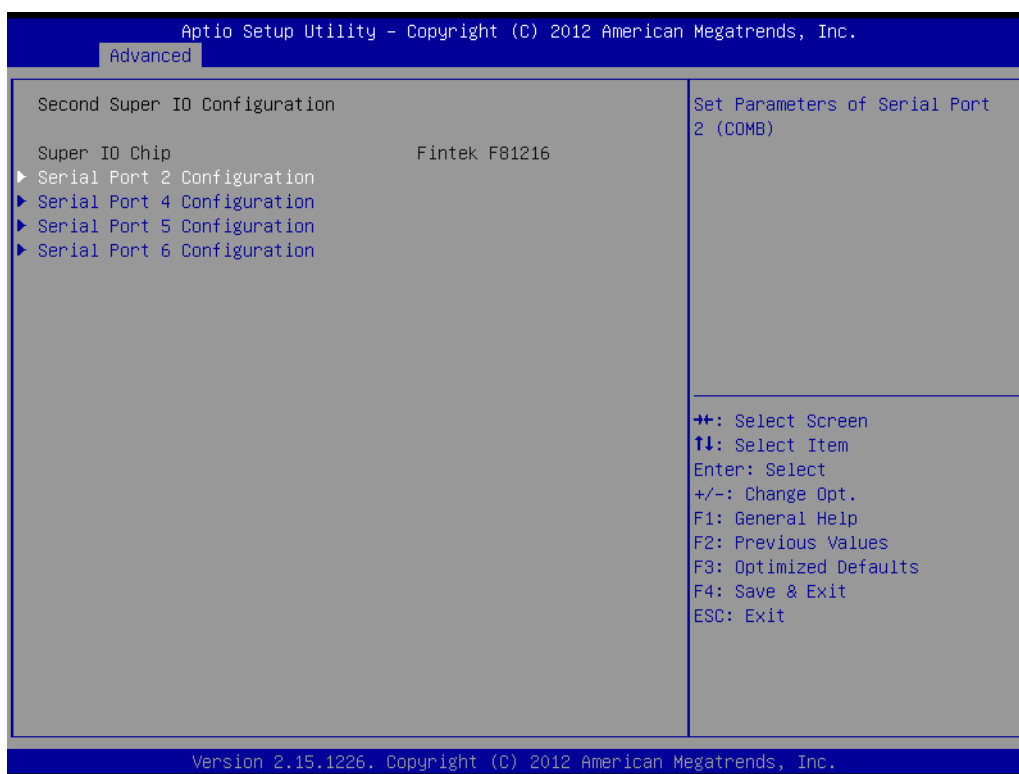 Aptio Setup Utility – Copyright (C) 2012 American Megatrends, Inc.
Advanced
Second Super IO Configuration
Super IO Chip Fintek F81216
▶ Serial Port 2 Configuration
▶ Serial Port 4 Configuration
▶ Serial Port 5 Configuration
▶ Serial Port 6 Configuration
Set Parameters of Serial Port
2 (COMB)
→←: Select Screen
↑↓: Select Item
Enter: Select
+/-: Change Opt.
F1: General Help
F2: Previous Values
F3: Optimized Defaults
F4: Save & Exit
ESC: Exit
Version 2.15.1226. Copyright (C) 2012 American Megatrends, Inc.